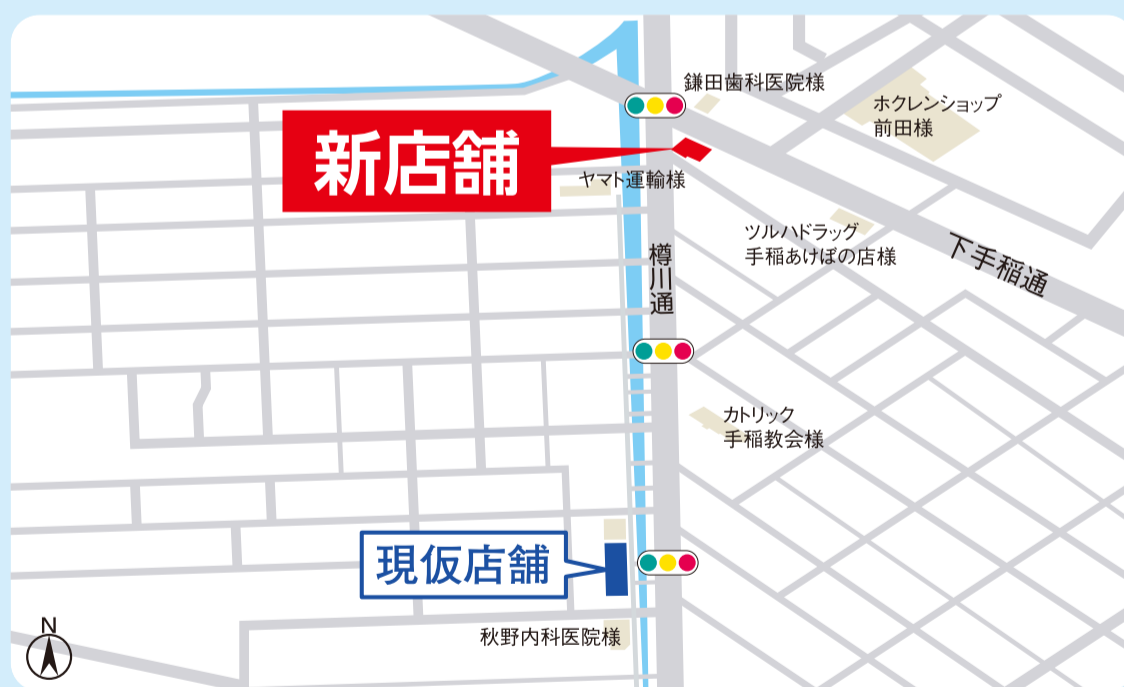 鎌田歯科医院様
ホクレンショップ
前田様
新店舗
ヤマト運輸様
ツルハドラッグ
手稲あけぼの店様
下手稲通
樽川通
カトリック
手稲教会様
現仮店舗
秋野内科医院様
N